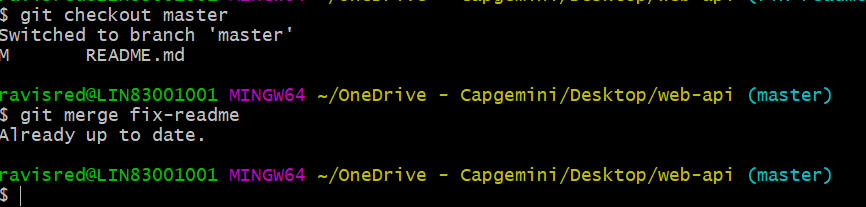 $ git checkout master
Switched to branch 'master'
M README.md
ravisred@LIN83001001 MINGW64 ~/OneDrive - Capgemini/Desktop/web-api (master)
$ git merge fix-readme
Already up to date.
ravisred@LIN83001001 MINGW64 ~/OneDrive - Capgemini/Desktop/web-api (master)
$